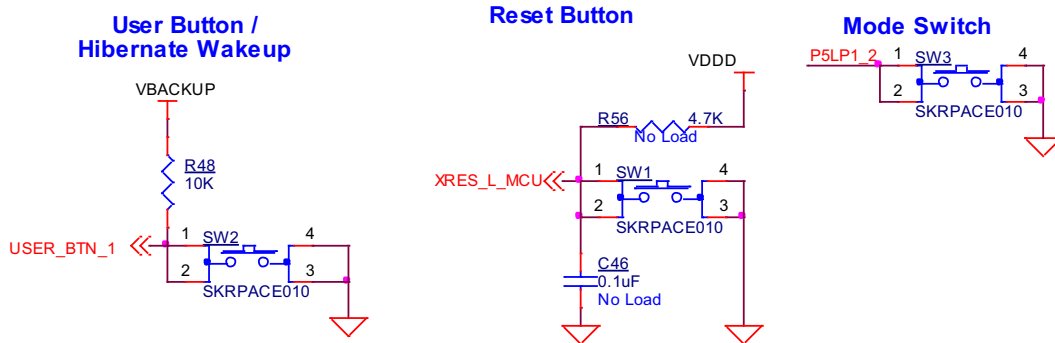 User Button /
Hibernate Wakeup
VBACKUP
R48
10K
USER_BTN_1
1
SW2
4
2
3
SKRPACE010
Reset Button
VDDD
R56
4.7K
No Load
XRES_L_MCU
1
SW1
4
2
3
SKRPACE010
C46
0.1uF
No Load
Mode Switch
P5LP1_2
1
SW3
4
2
3
SKRPACE010